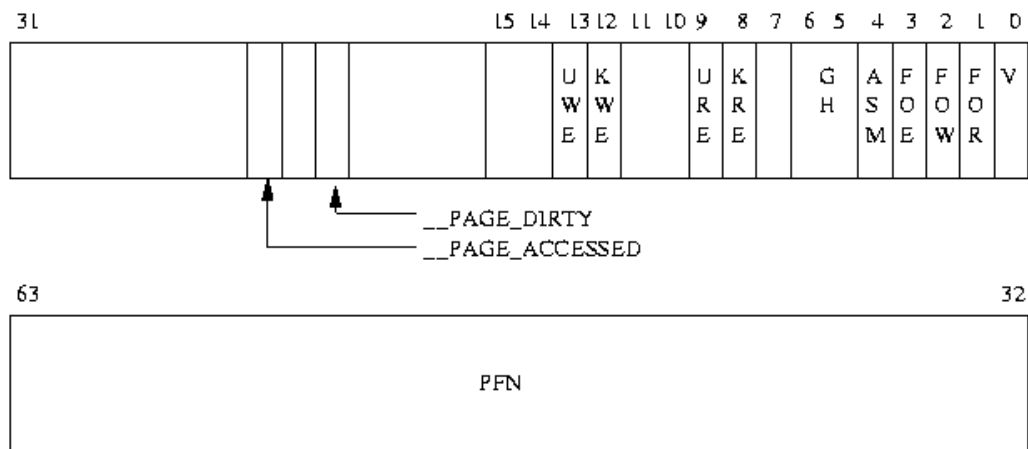 31 15 14 13 12 11 10 9 8 7 6 5 4 3 2 1 0
U K U K G A F F F V
W W R R H S O O O
E E E E M E W R
__PAGE_DIRTY
__PAGE_ACCESSED
63 32
PFN